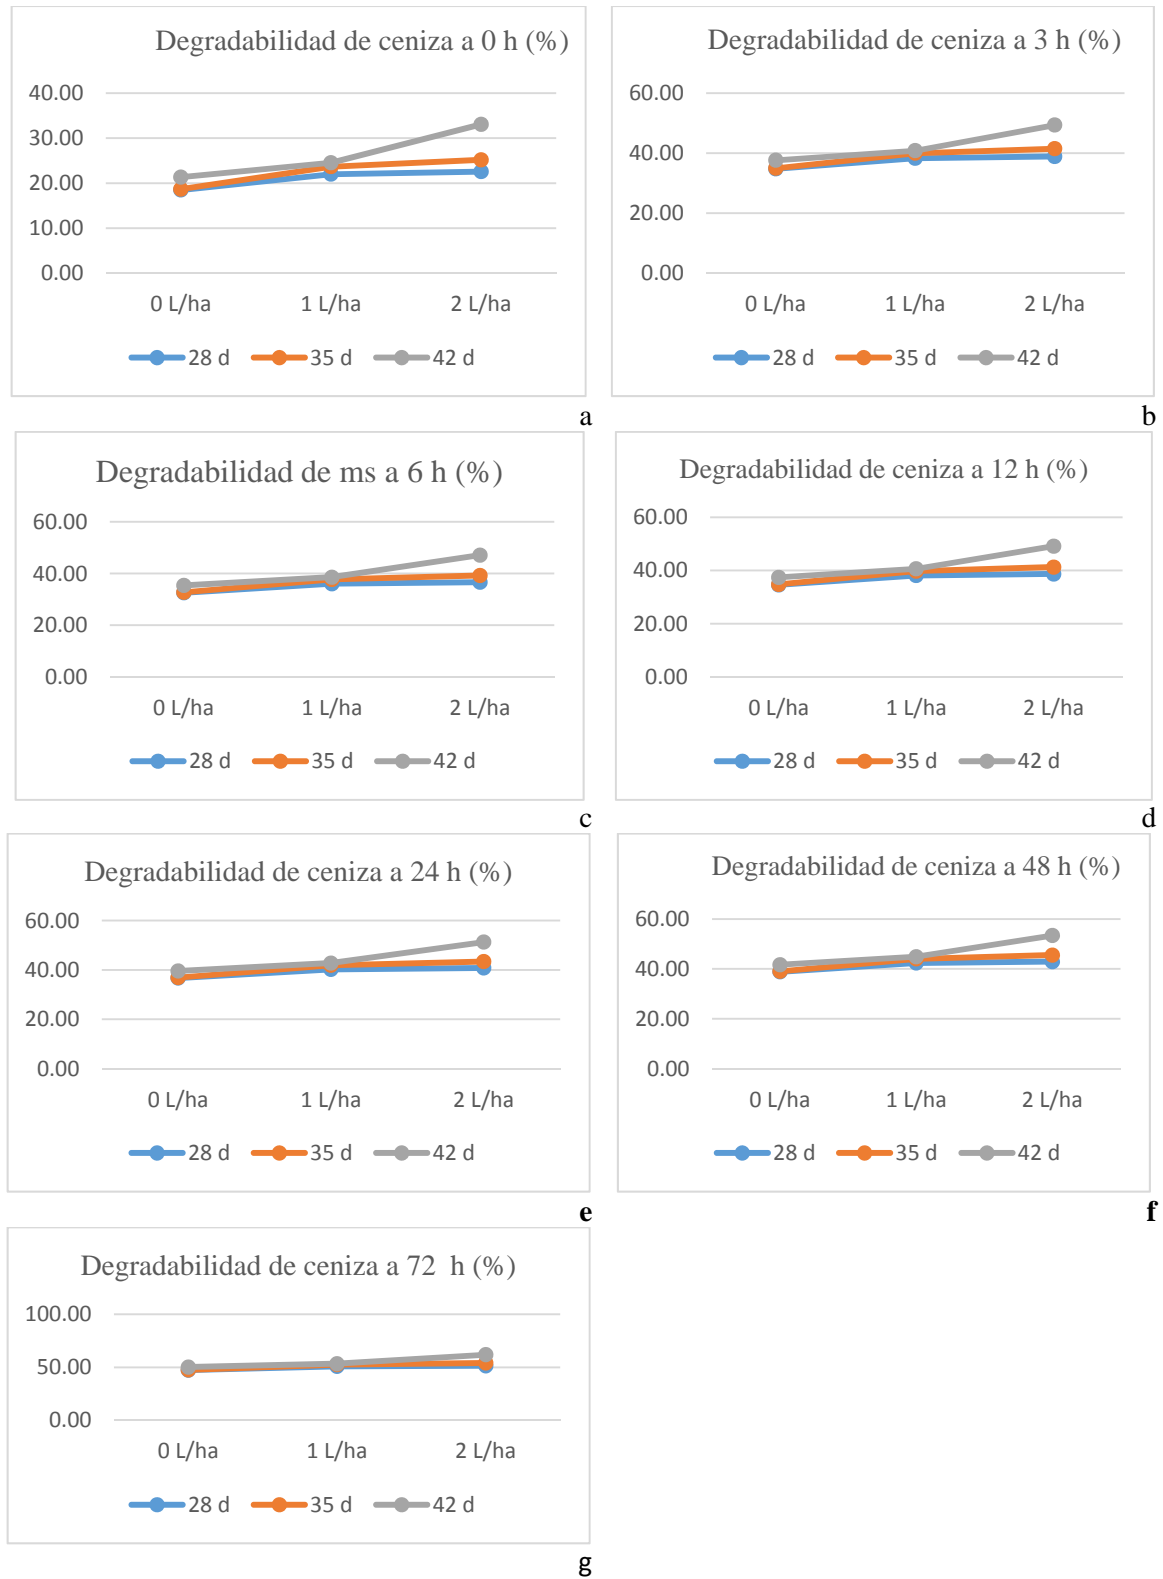 Degradabilidad de ceniza a 0 h (%)
40.00
30.00
20.00
10.00
0.00
0 L/ha 1 L/ha 2 L/ha
28 d 35 d 42 d
a
Degradabilidad de ceniza a 3 h (%)
60.00
40.00
20.00
0.00
0 L/ha 1 L/ha 2 L/ha
28 d 35 d 42 d
b
Degradabilidad de ms a 6 h (%)
60.00
40.00
20.00
0.00
0 L/ha 1 L/ha 2 L/ha
28 d 35 d 42 d
c
Degradabilidad de ceniza a 12 h (%)
60.00
40.00
20.00
0.00
0 L/ha 1 L/ha 2 L/ha
28 d 35 d 42 d
d
Degradabilidad de ceniza a 24 h (%)
60.00
40.00
20.00
0.00
0 L/ha 1 L/ha 2 L/ha
28 d 35 d 42 d
e
Degradabilidad de ceniza a 48 h (%)
60.00
40.00
20.00
0.00
0 L/ha 1 L/ha 2 L/ha
28 d 35 d 42 d
f
Degradabilidad de ceniza a 72 h (%)
100.00
50.00
0.00
0 L/ha 1 L/ha 2 L/ha
28 d 35 d 42 d
g